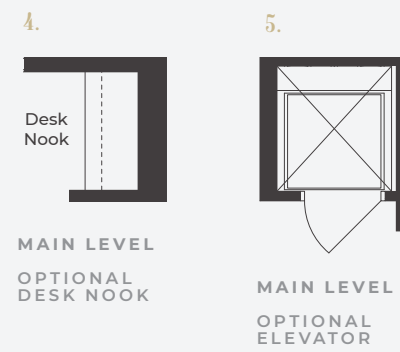 4.
Desk
Nook
MAIN LEVEL
OPTIONAL
DESK NOOK
5.
MAIN LEVEL
OPTIONAL
ELEVATOR